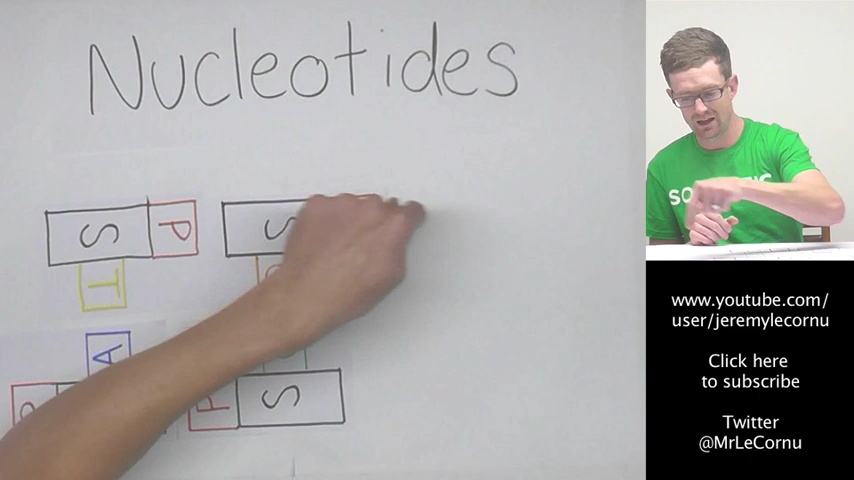 Nucleotides
S P S
T
A
P S
www.youtube.com/
user/jeremylecornu
Click here
to subscribe
Twitter
@MrLeCornu